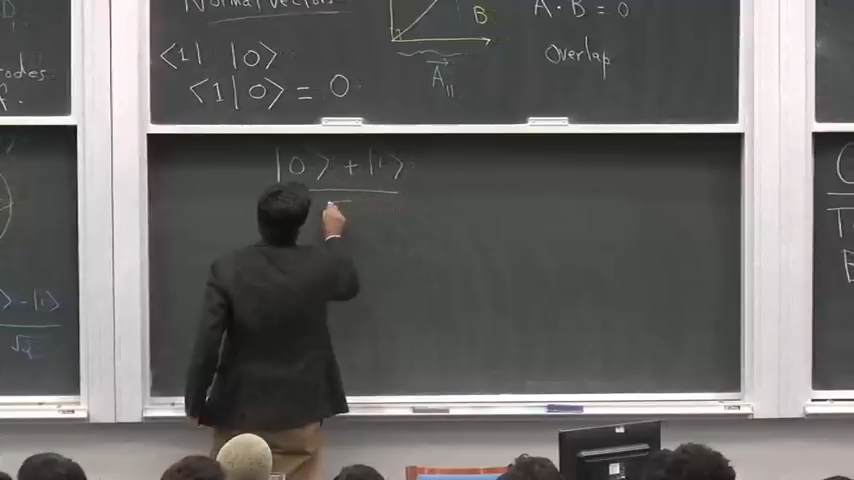 Normal Vectors
<1| |0>
<1|0> = 0
B
A||
A · B = 0
Overlap
|0> + |1>